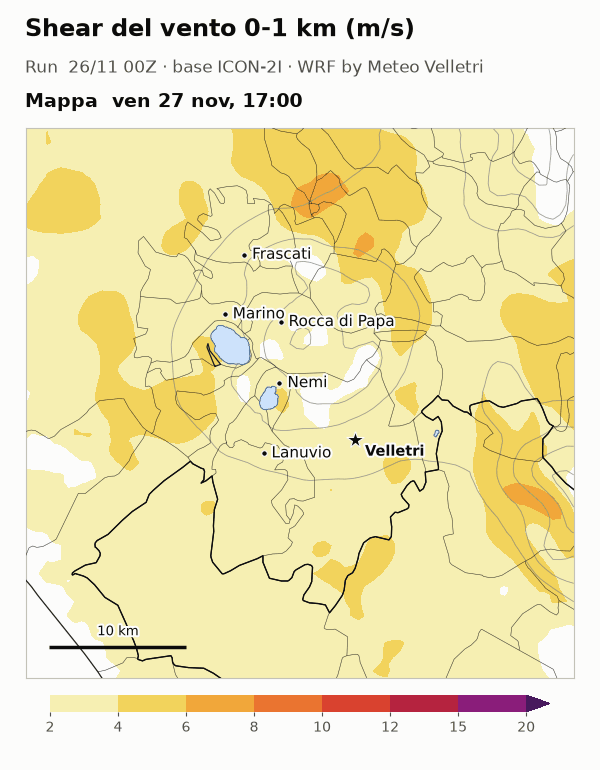 Shear del vento 0-1 km (m/s)
Run  26/11 00Z · base ICON-2I · WRF by Meteo Velletri
Mappa  ven 27 nov, 17:00
Frascati
Marino
Rocca di Papa
Nemi
Velletri
Lanuvio
10 km
2 4 6 8 10 12 15 20